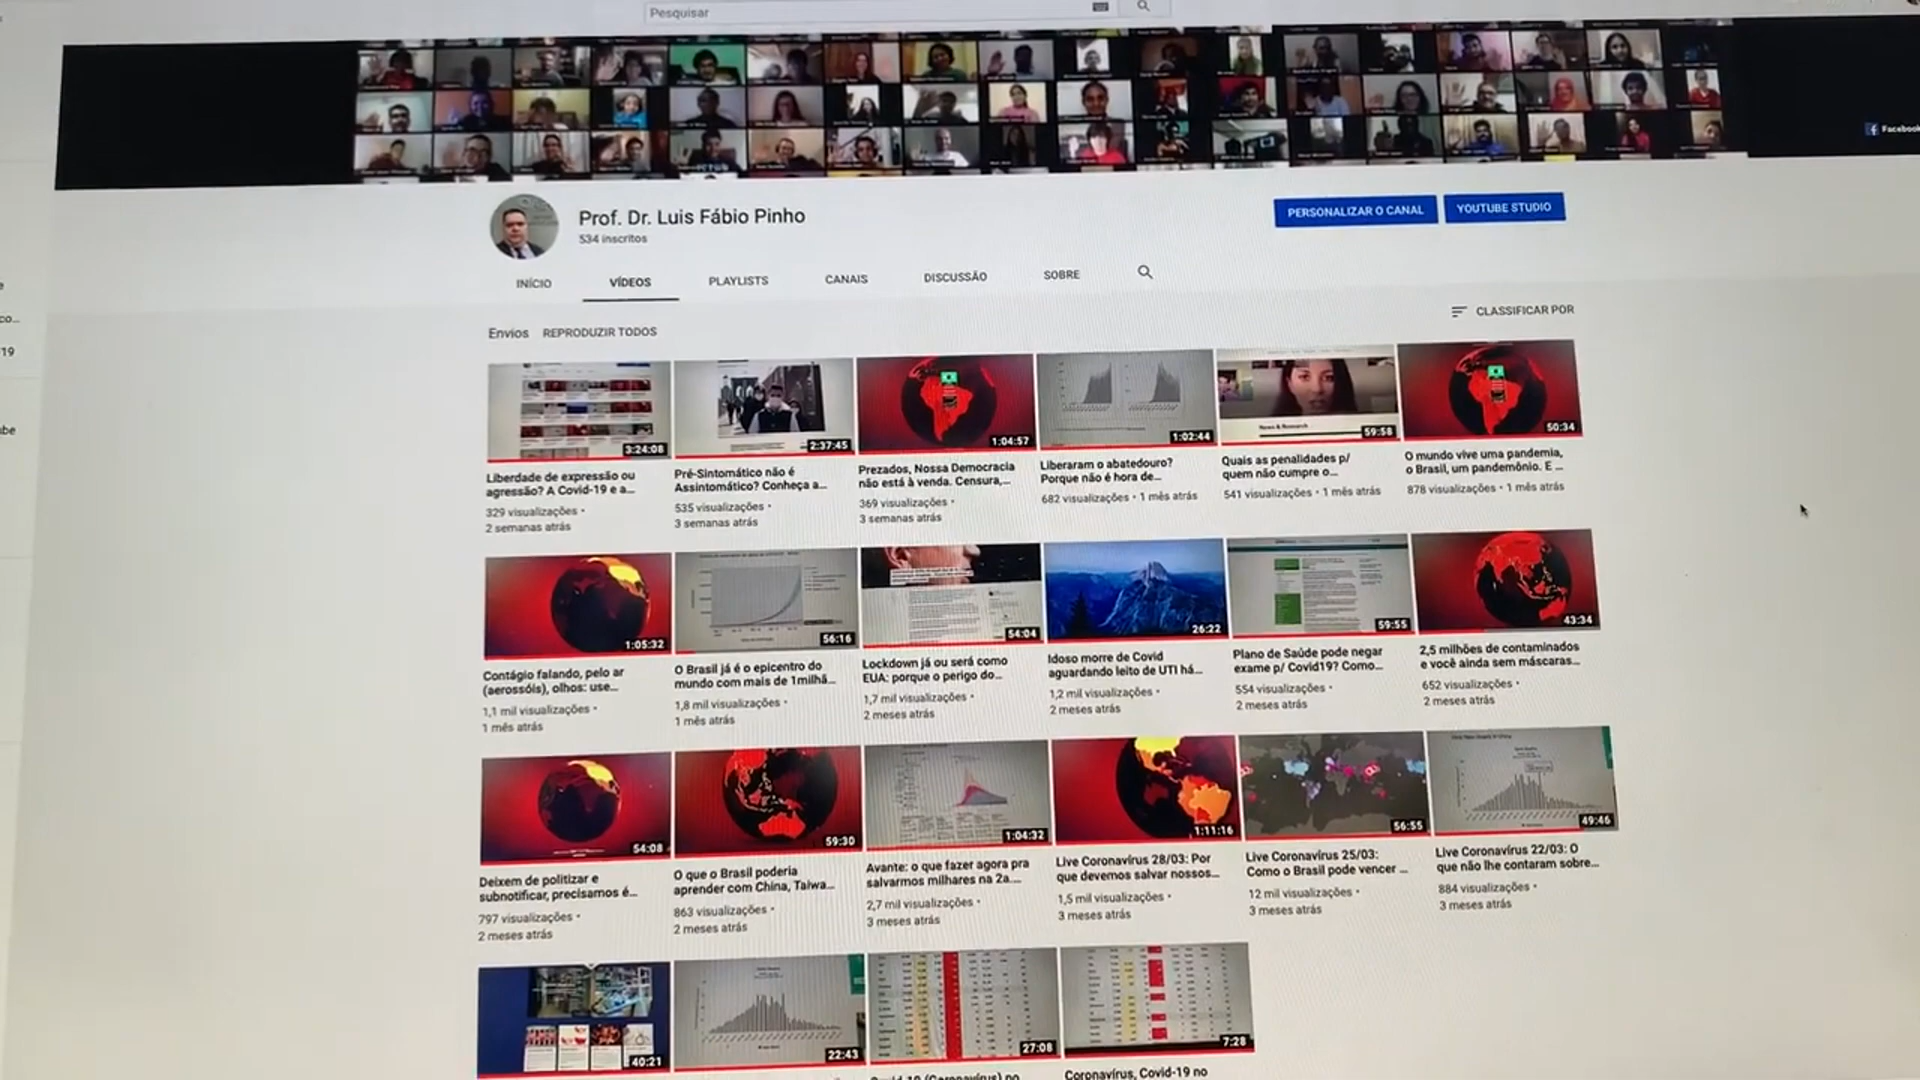 Pesquisar
Facebook
Prof. Dr. Luis Fábio Pinho
534 inscritos
PERSONALIZAR O CANAL
YOUTUBE STUDIO
INÍCIO
VÍDEOS
PLAYLISTS
CANAIS
DISCUSSÃO
SOBRE
Envios
REPRODUZIR TODOS
CLASSIFICAR POR
3:24:08
2:37:45
1:04:57
1:02:44
News & Research
59:58
50:34
Liberdade de expressão ou
agressão? A Covid-19 e a...
329 visualizações •
2 semanas atrás
Pré-Sintomático não é
Assintomático? Conheça a...
535 visualizações •
3 semanas atrás
Prezados, Nossa Democracia
não está à venda. Censura,...
369 visualizações •
3 semanas atrás
Liberaram o abatedouro?
Porque não é hora de...
682 visualizações • 1 mês atrás
Quais as penalidades p/
quem não cumpre o...
541 visualizações • 1 mês atrás
O mundo vive uma pandemia,
o Brasil, um pandemônio. E ...
878 visualizações • 1 mês atrás
1:05:32
56:16
54:04
26:22
59:55
43:34
Contágio falando, pelo ar
(aerossóis), olhos: use...
1,1 mil visualizações •
1 mês atrás
O Brasil já é o epicentro do
mundo com mais de 1milhã...
1,8 mil visualizações •
1 mês atrás
Lockdown já ou será como
EUA: porque o perigo do...
1,7 mil visualizações •
2 meses atrás
Idoso morre de Covid
aguardando leito de UTI há...
1,2 mil visualizações •
2 meses atrás
Plano de Saúde pode negar
exame p/ Covid19? Como...
554 visualizações •
2 meses atrás
2,5 milhões de contaminados
e você ainda sem máscaras...
652 visualizações •
2 meses atrás
54:08
59:30
1:04:32
1:11:16
56:55
49:46
Deixem de politizar e
subnotificar, precisamos é...
797 visualizações •
2 meses atrás
O que o Brasil poderia
aprender com China, Taiwa...
863 visualizações •
2 meses atrás
Avante: o que fazer agora pra
salvarmos milhares na 2a....
2,7 mil visualizações •
3 meses atrás
Live Coronavírus 28/03: Por
que devemos salvar nossos...
1,5 mil visualizações •
3 meses atrás
Live Coronavírus 25/03:
Como o Brasil pode vencer ...
12 mil visualizações •
3 meses atrás
Live Coronavírus 22/03: O
que não lhe contaram sobre...
884 visualizações •
3 meses atrás
40:21
22:43
27:08
7:28
Covid-19 (Coronavírus) no
Coronavírus, Covid-19 no